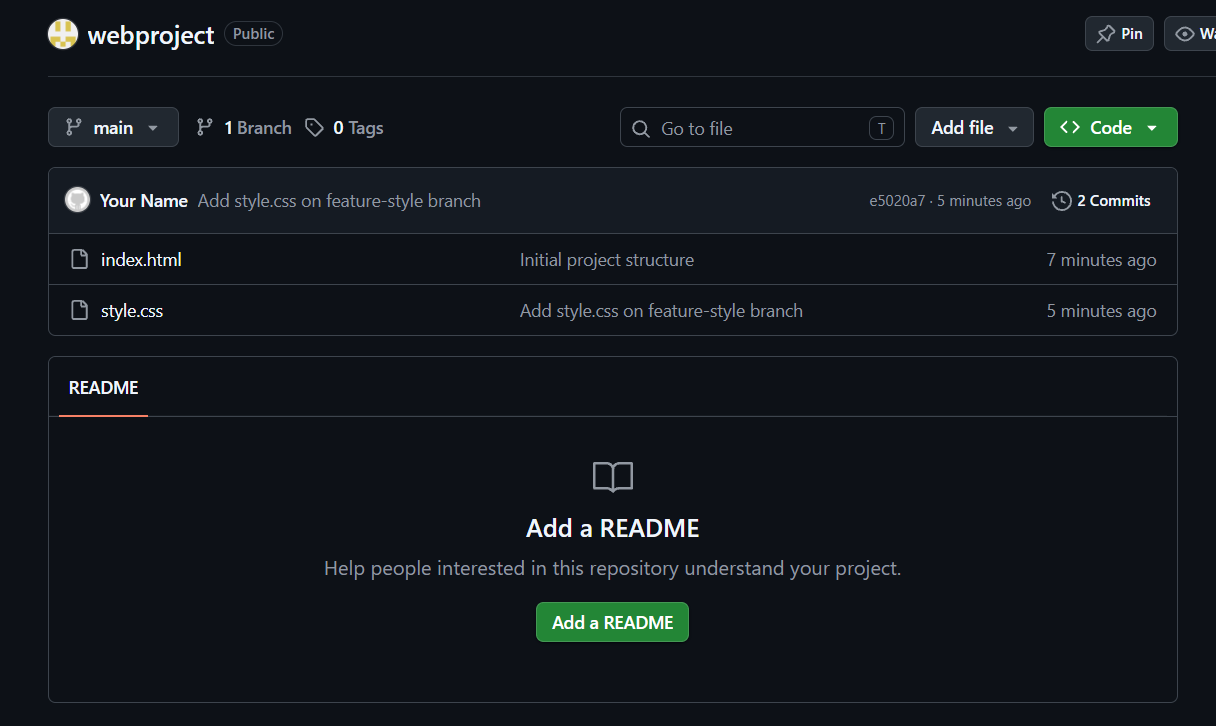 webproject Public Pin
main 1 Branch 0 Tags Go to file T Add file Code
Your Name Add style.css on feature-style branch e5020a7 · 5 minutes ago 2 Commits
index.html Initial project structure 7 minutes ago
style.css Add style.css on feature-style branch 5 minutes ago
README
Add a README
Help people interested in this repository understand your project.
Add a README